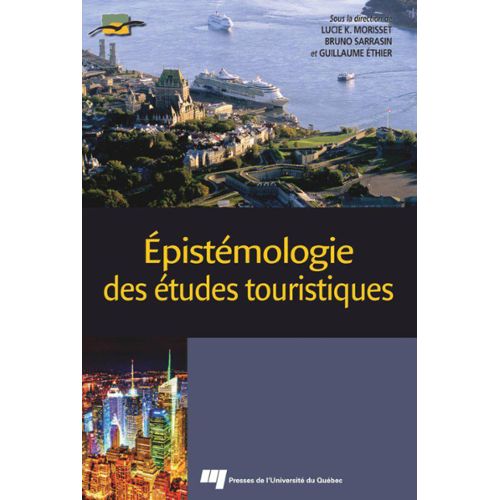 Sous la direction de
LUCIE K. MORISSET
BRUNO SARRASIN
et GUILLAUME ÉTHIER
Épistémologie
des études touristiques
Presses de l'Université du Québec